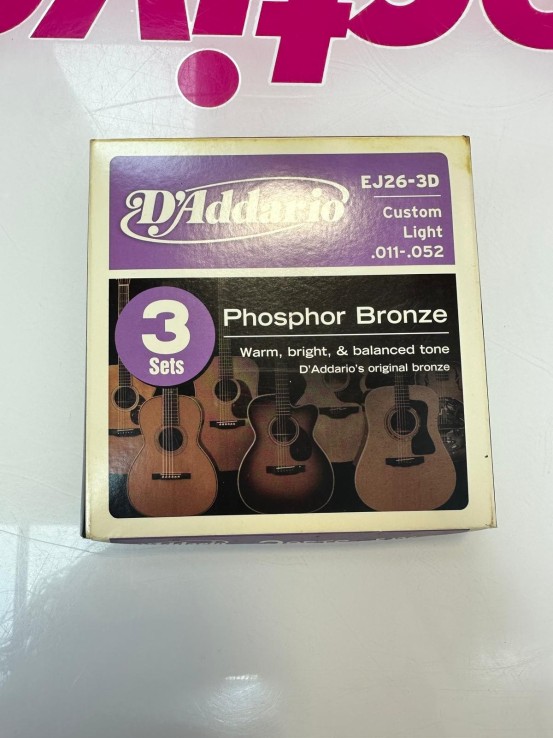 D'Addario
EJ26-3D
Custom
Light
.011-.052
3
Sets
Phosphor Bronze
Warm, bright, & balanced tone
D'Addario's original bronze